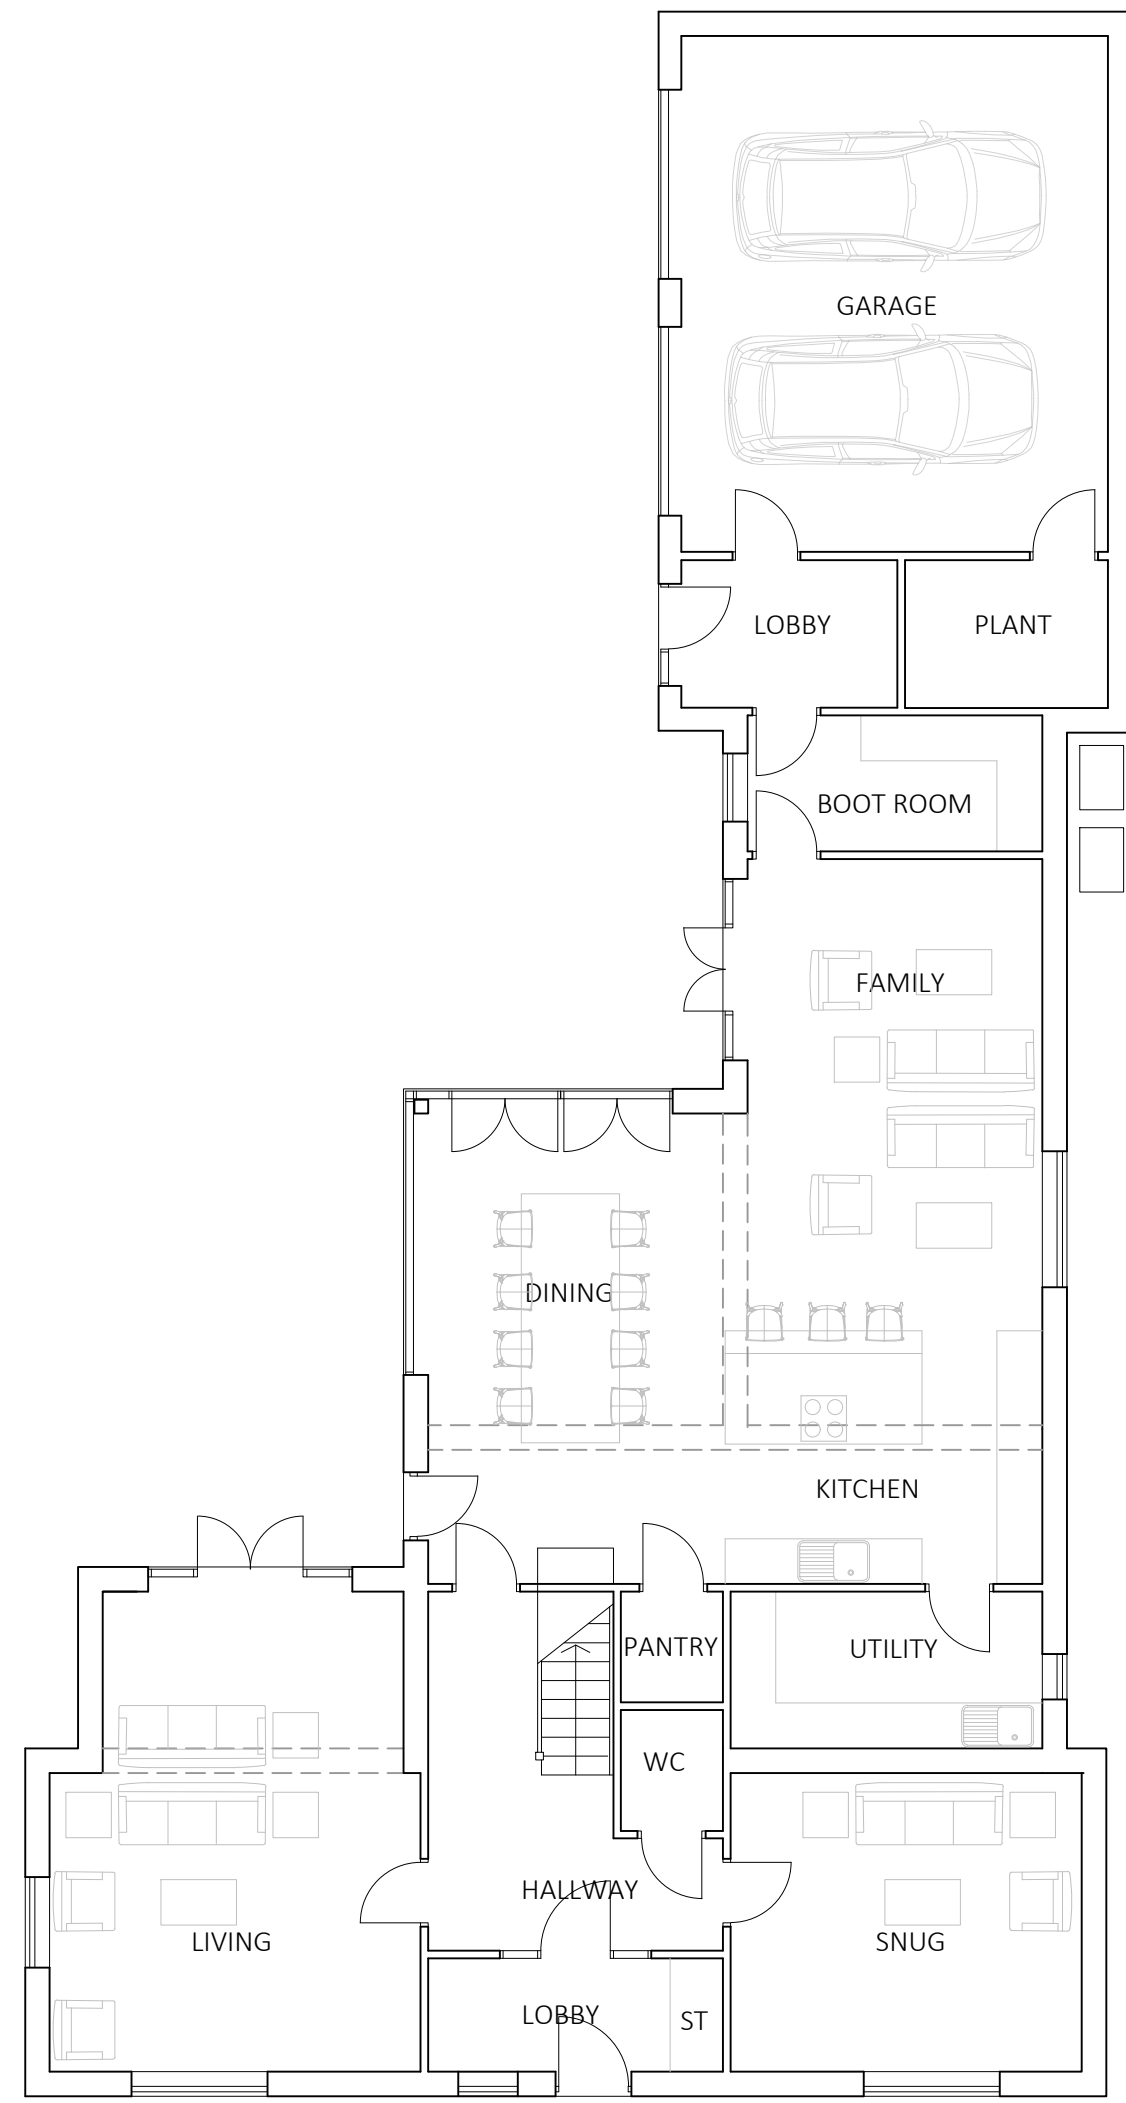 GARAGE
LOBBY
PLANT
BOOT ROOM
FAMILY
DINING
KITCHEN
PANTRY
UTILITY
WC
HALLWAY
LIVING
SNUG
LOBBY
ST